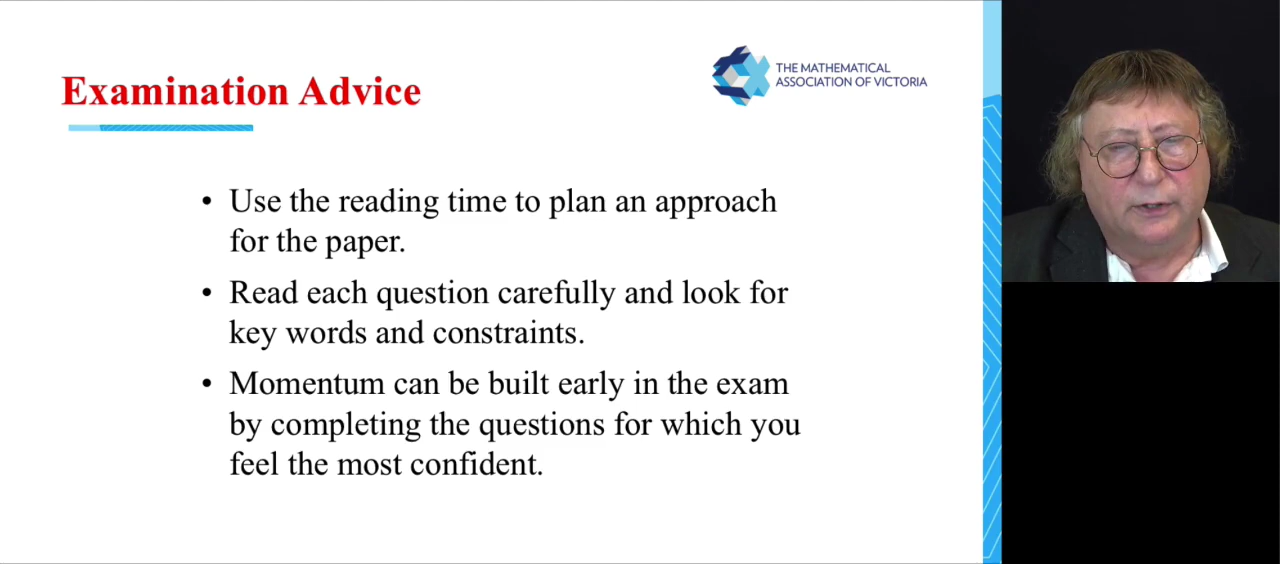 Examination Advice
THE MATHEMATICAL
ASSOCIATION OF VICTORIA
• Use the reading time to plan an approach
for the paper.
• Read each question carefully and look for
key words and constraints.
• Momentum can be built early in the exam
by completing the questions for which you
feel the most confident.